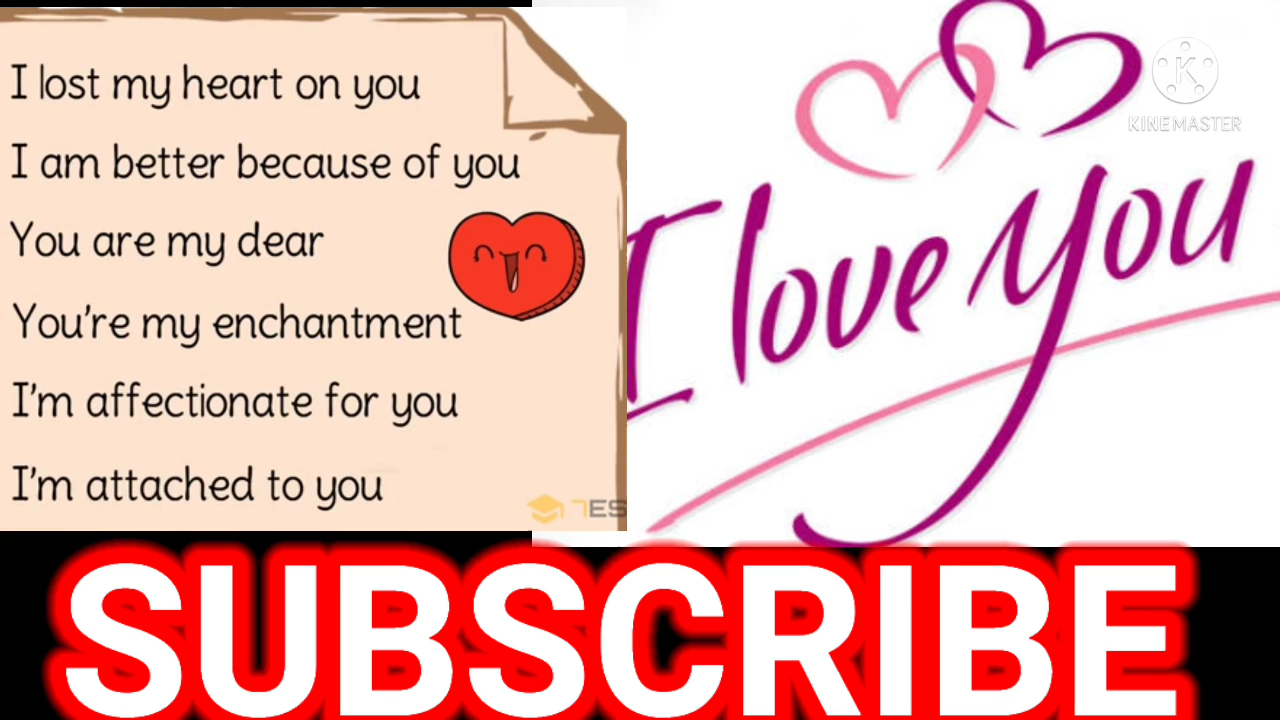 I lost my heart on you
I am better because of you
You are my dear
You're my enchantment
I'm affectionate for you
I'm attached to you
7ES
I love you
K
KINEMASTER
SUBSCRIBE